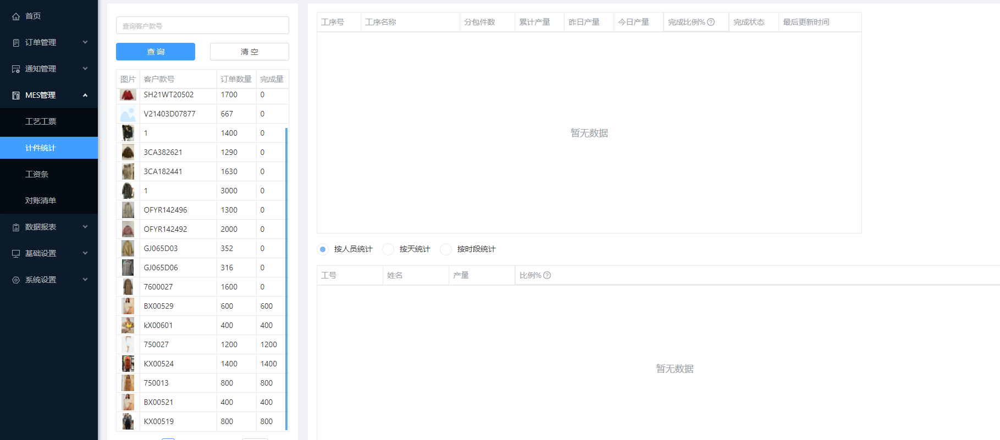 首页
订单管理
通知管理
MES管理
工艺工票
计件统计
工资条
对账清单
数据报表
基础设置
系统设置
查询客户款号
查 询 清 空
图片 客户款号 订单数量 完成量
SH21WT20502 1700 0
V21403D07877 667 0
1 1400 0
3CA382621 1290 0
3CA182441 1630 0
1 3000 0
OFYR142496 1300 0
OFYR142492 2000 0
GJ065D03 352 0
GJ065D06 316 0
7600027 1600 0
BX00529 600 600
kX00601 400 400
750027 1200 1200
KX00524 1400 1400
750013 800 800
BX00521 400 400
KX00519 800 800
工序号 工序名称 分包件数 累计产量 昨日产量 今日产量 完成比例% 完成状态 最后更新时间
暂无数据
按人员统计 按天统计 按时段统计
工号 姓名 产量 比例%
暂无数据